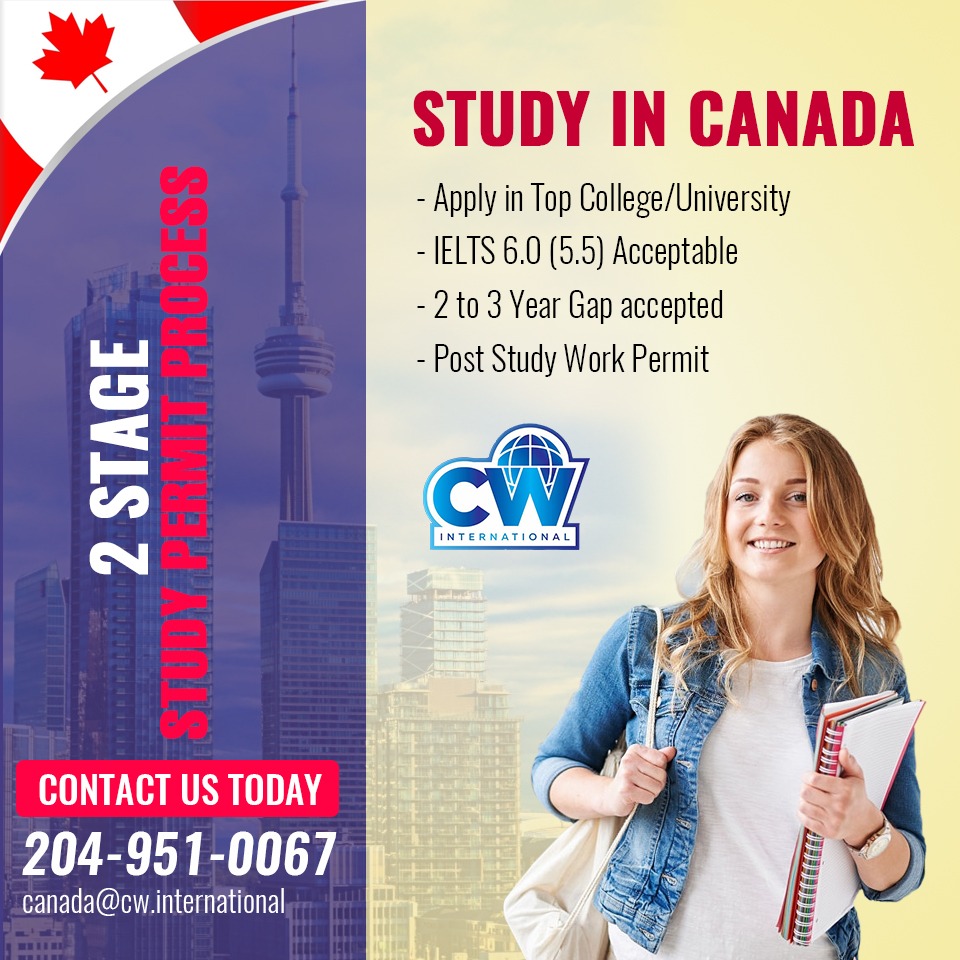 STUDY IN CANADA
- Apply in Top College/University
- IELTS 6.0 (5.5) Acceptable
- 2 to 3 Year Gap accepted
- Post Study Work Permit
CW
INTERNATIONAL
2 STAGE
STUDY PERMIT PROCESS
CONTACT US TODAY
204-951-0067
canada@cw.international